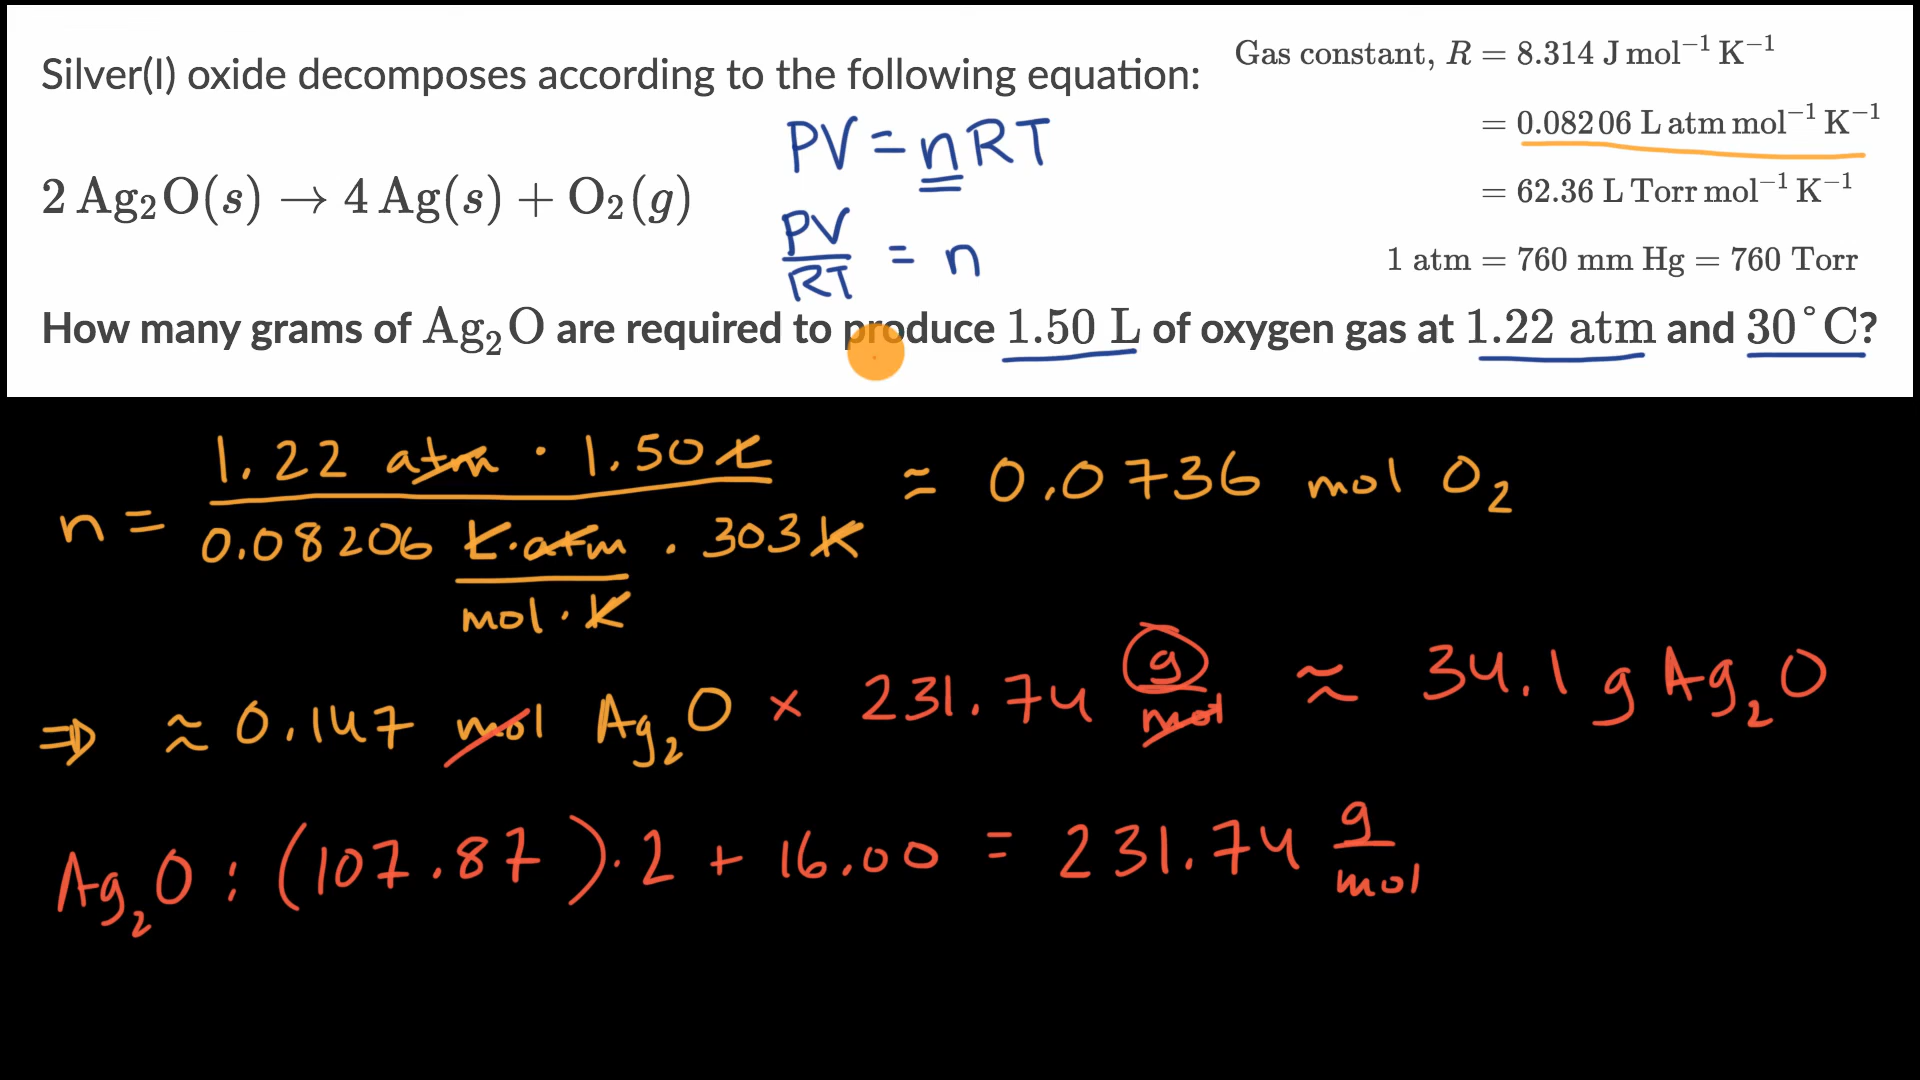 Silver(I) oxide decomposes according to the following equation:
Gas constant, R = 8.314 J mol⁻¹ K⁻¹
= 0.08206 L atm mol⁻¹ K⁻¹
= 62.36 L Torr mol⁻¹ K⁻¹
1 atm = 760 mm Hg = 760 Torr
PV = nRT
2 Ag₂O(s) → 4 Ag(s) + O₂(g)
PV/RT = n
How many grams of Ag₂O are required to produce 1.50 L of oxygen gas at 1.22 atm and 30°C?
n = (1.22 atm · 1.50 L) / (0.08206 L·atm/mol·K · 303 K) ≈ 0.0736 mol O₂
⇒ ≈ 0.147 mol Ag₂O × 231.74 g/mol ≈ 34.1 g Ag₂O
Ag₂O : (107.87)·2 + 16.00 = 231.74 g/mol